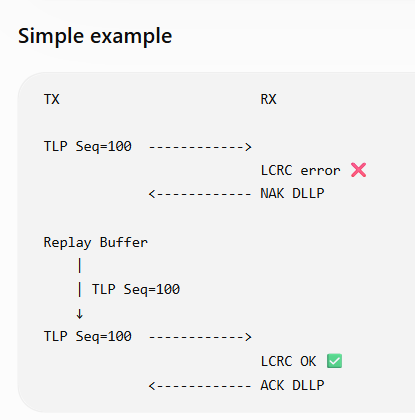 Simple example
TX                         RX
TLP Seq=100  ------------>
                           LCRC error ❌
             <------------ NAK DLLP
Replay Buffer
    |
    | TLP Seq=100
    ↓
TLP Seq=100  ------------>
                           LCRC OK ✅
             <------------ ACK DLLP